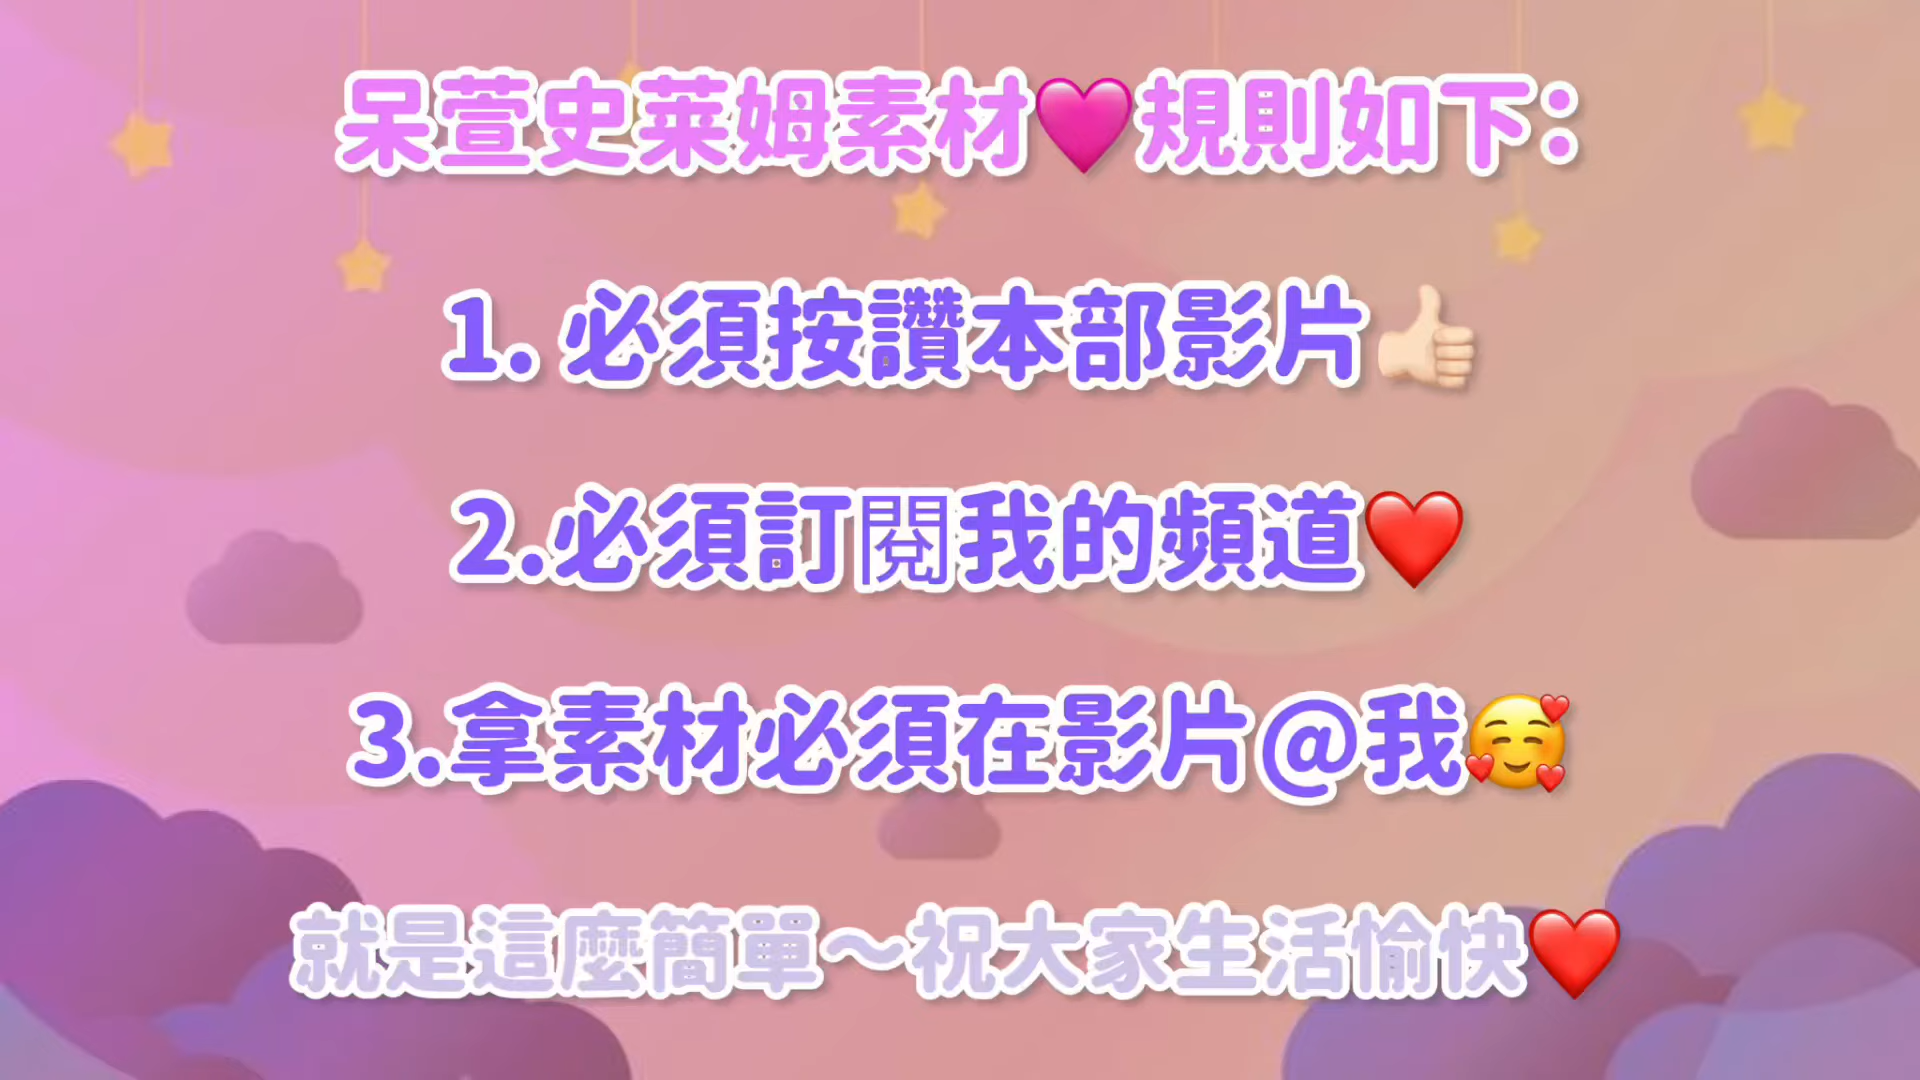 呆萱史莱姆素材🩷規則如下:
1. 必須按讚本部影片👍🏻
2.必須訂閱我的頻道❤️
3.拿素材必須在影片@我🥰
就是這麼簡單～祝大家生活愉快❤️